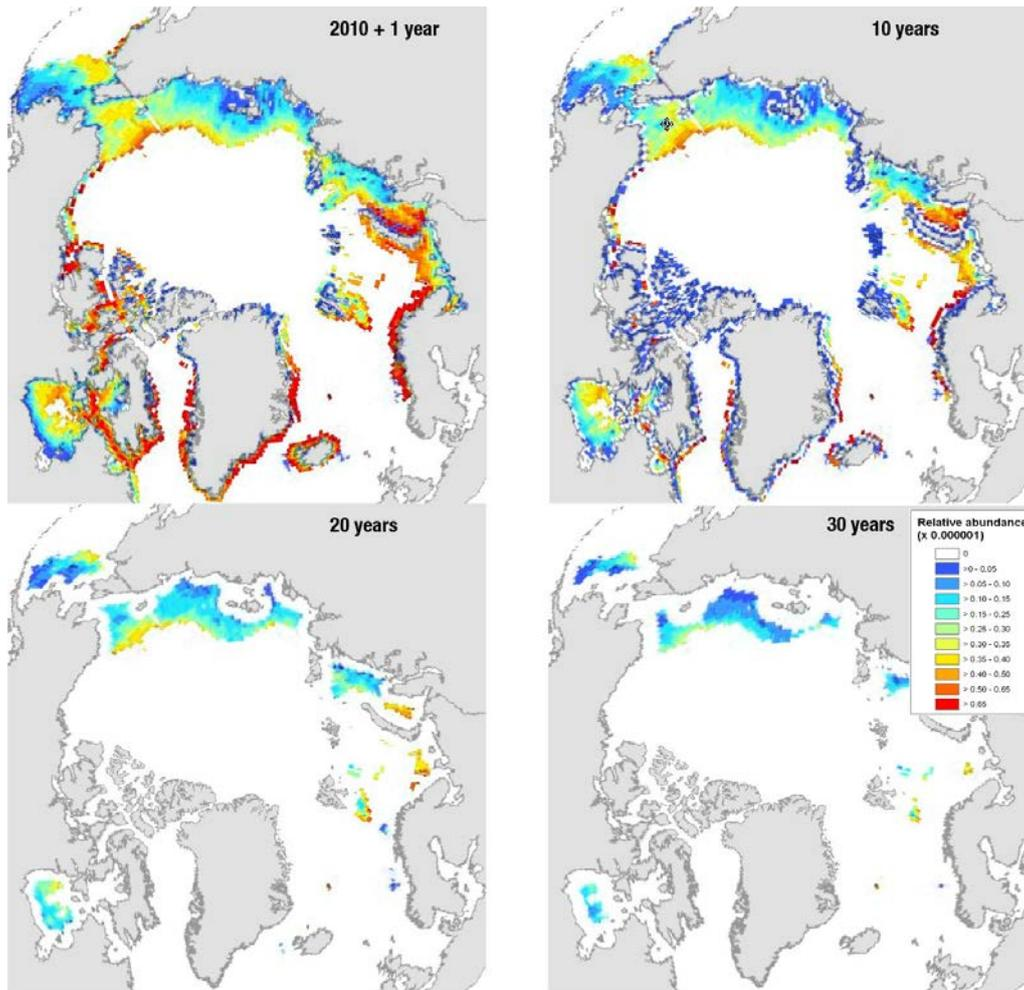 2010 + 1 year
10 years
20 years
30 years
Relative abundance
(x 0.000001)
0
>0 - 0.05
> 0.05 - 0.10
> 0.10 - 0.15
> 0.15 - 0.25
> 0.25 - 0.30
> 0.30 - 0.35
> 0.35 - 0.40
> 0.40 - 0.50
> 0.50 - 0.65
> 0.65